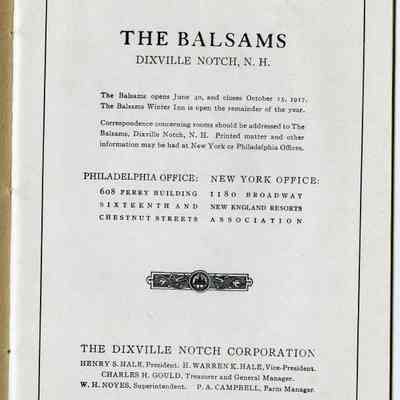 THE BALSAMS
DIXVILLE NOTCH, N. H.
The Balsams opens June 20, and closes October 15, 1917.
The Balsams Winter Inn is open the remainder of the year.
Correspondence concerning rooms should be addressed to The
Balsams, Dixville Notch, N. H. Printed matter and other
information may be had at New York or Philadelphia Offices.
PHILADELPHIA OFFICE:
608 PERRY BUILDING
SIXTEENTH AND
CHESTNUT STREETS
NEW YORK OFFICE:
1180 BROADWAY
NEW ENGLAND RESORTS
ASSOCIATION
THE DIXVILLE NOTCH CORPORATION
HENRY S. HALE, President. H. WARREN K. HALE, Vice-President.
CHARLES H. GOULD, Treasurer and General Manager.
W. H. NOYES, Superintendent. P. A. CAMPBELL, Farm Manager.